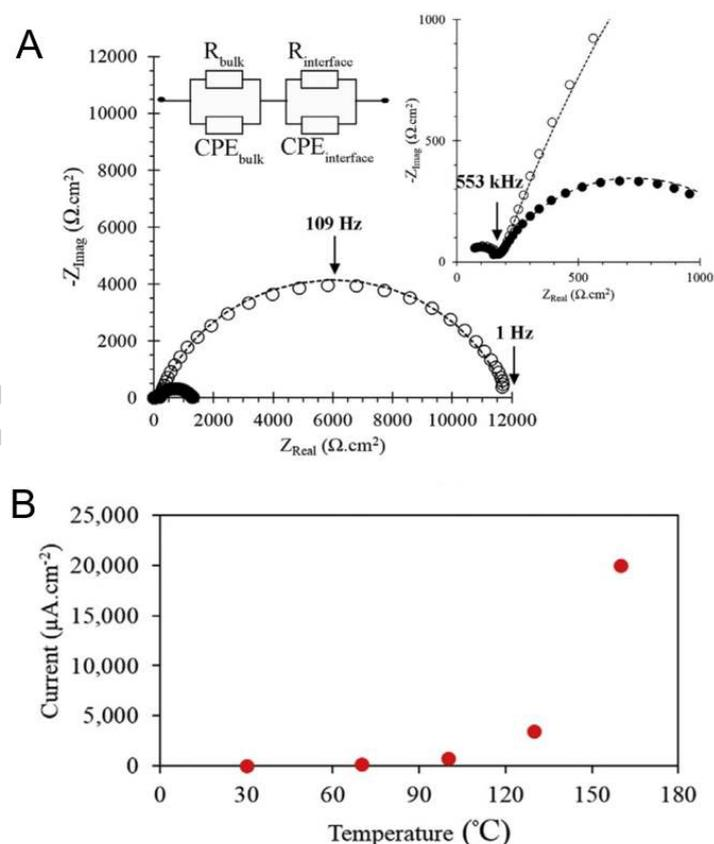 A
12000
10000
8000
6000
4000
2000
0
-Z_Imag (Ω.cm²)
R_bulk R_interface
CPE_bulk CPE_interface
109 Hz
1 Hz
0 2000 4000 6000 8000 10000 12000
Z_Real (Ω.cm²)
1000
500
0
-Z_Imag (Ω.cm²)
553 kHz
0 500 1000
Z_Real (Ω.cm²)
B
25,000
20,000
15,000
10,000
5,000
0
Current (µA.cm⁻²)
0 30 60 90 120 150 180
Temperature (°C)